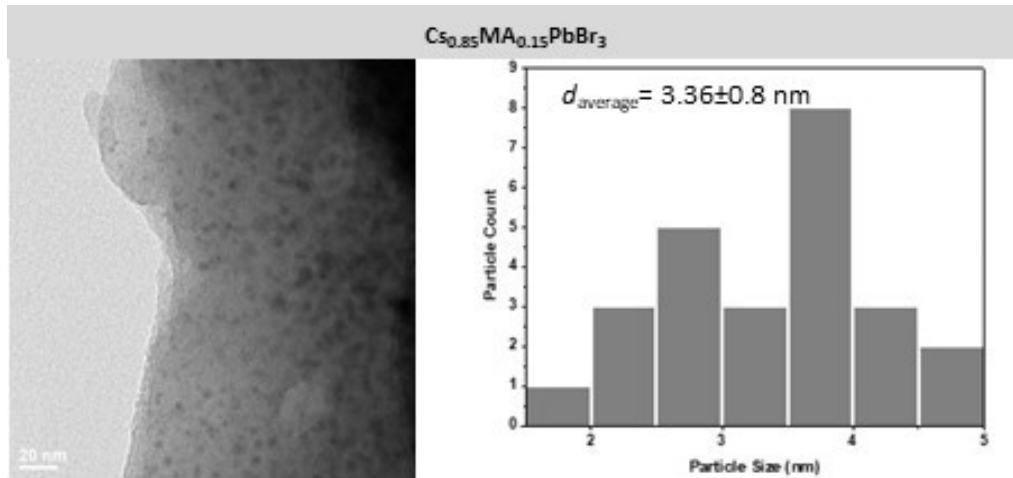 Cs₀.₈₅MA₀.₁₅PbBr₃
20 nm
d average= 3.36±0.8 nm
Particle Count
9
8
7
6
5
4
3
2
1
0
2 3 4 5
Particle Size (nm)